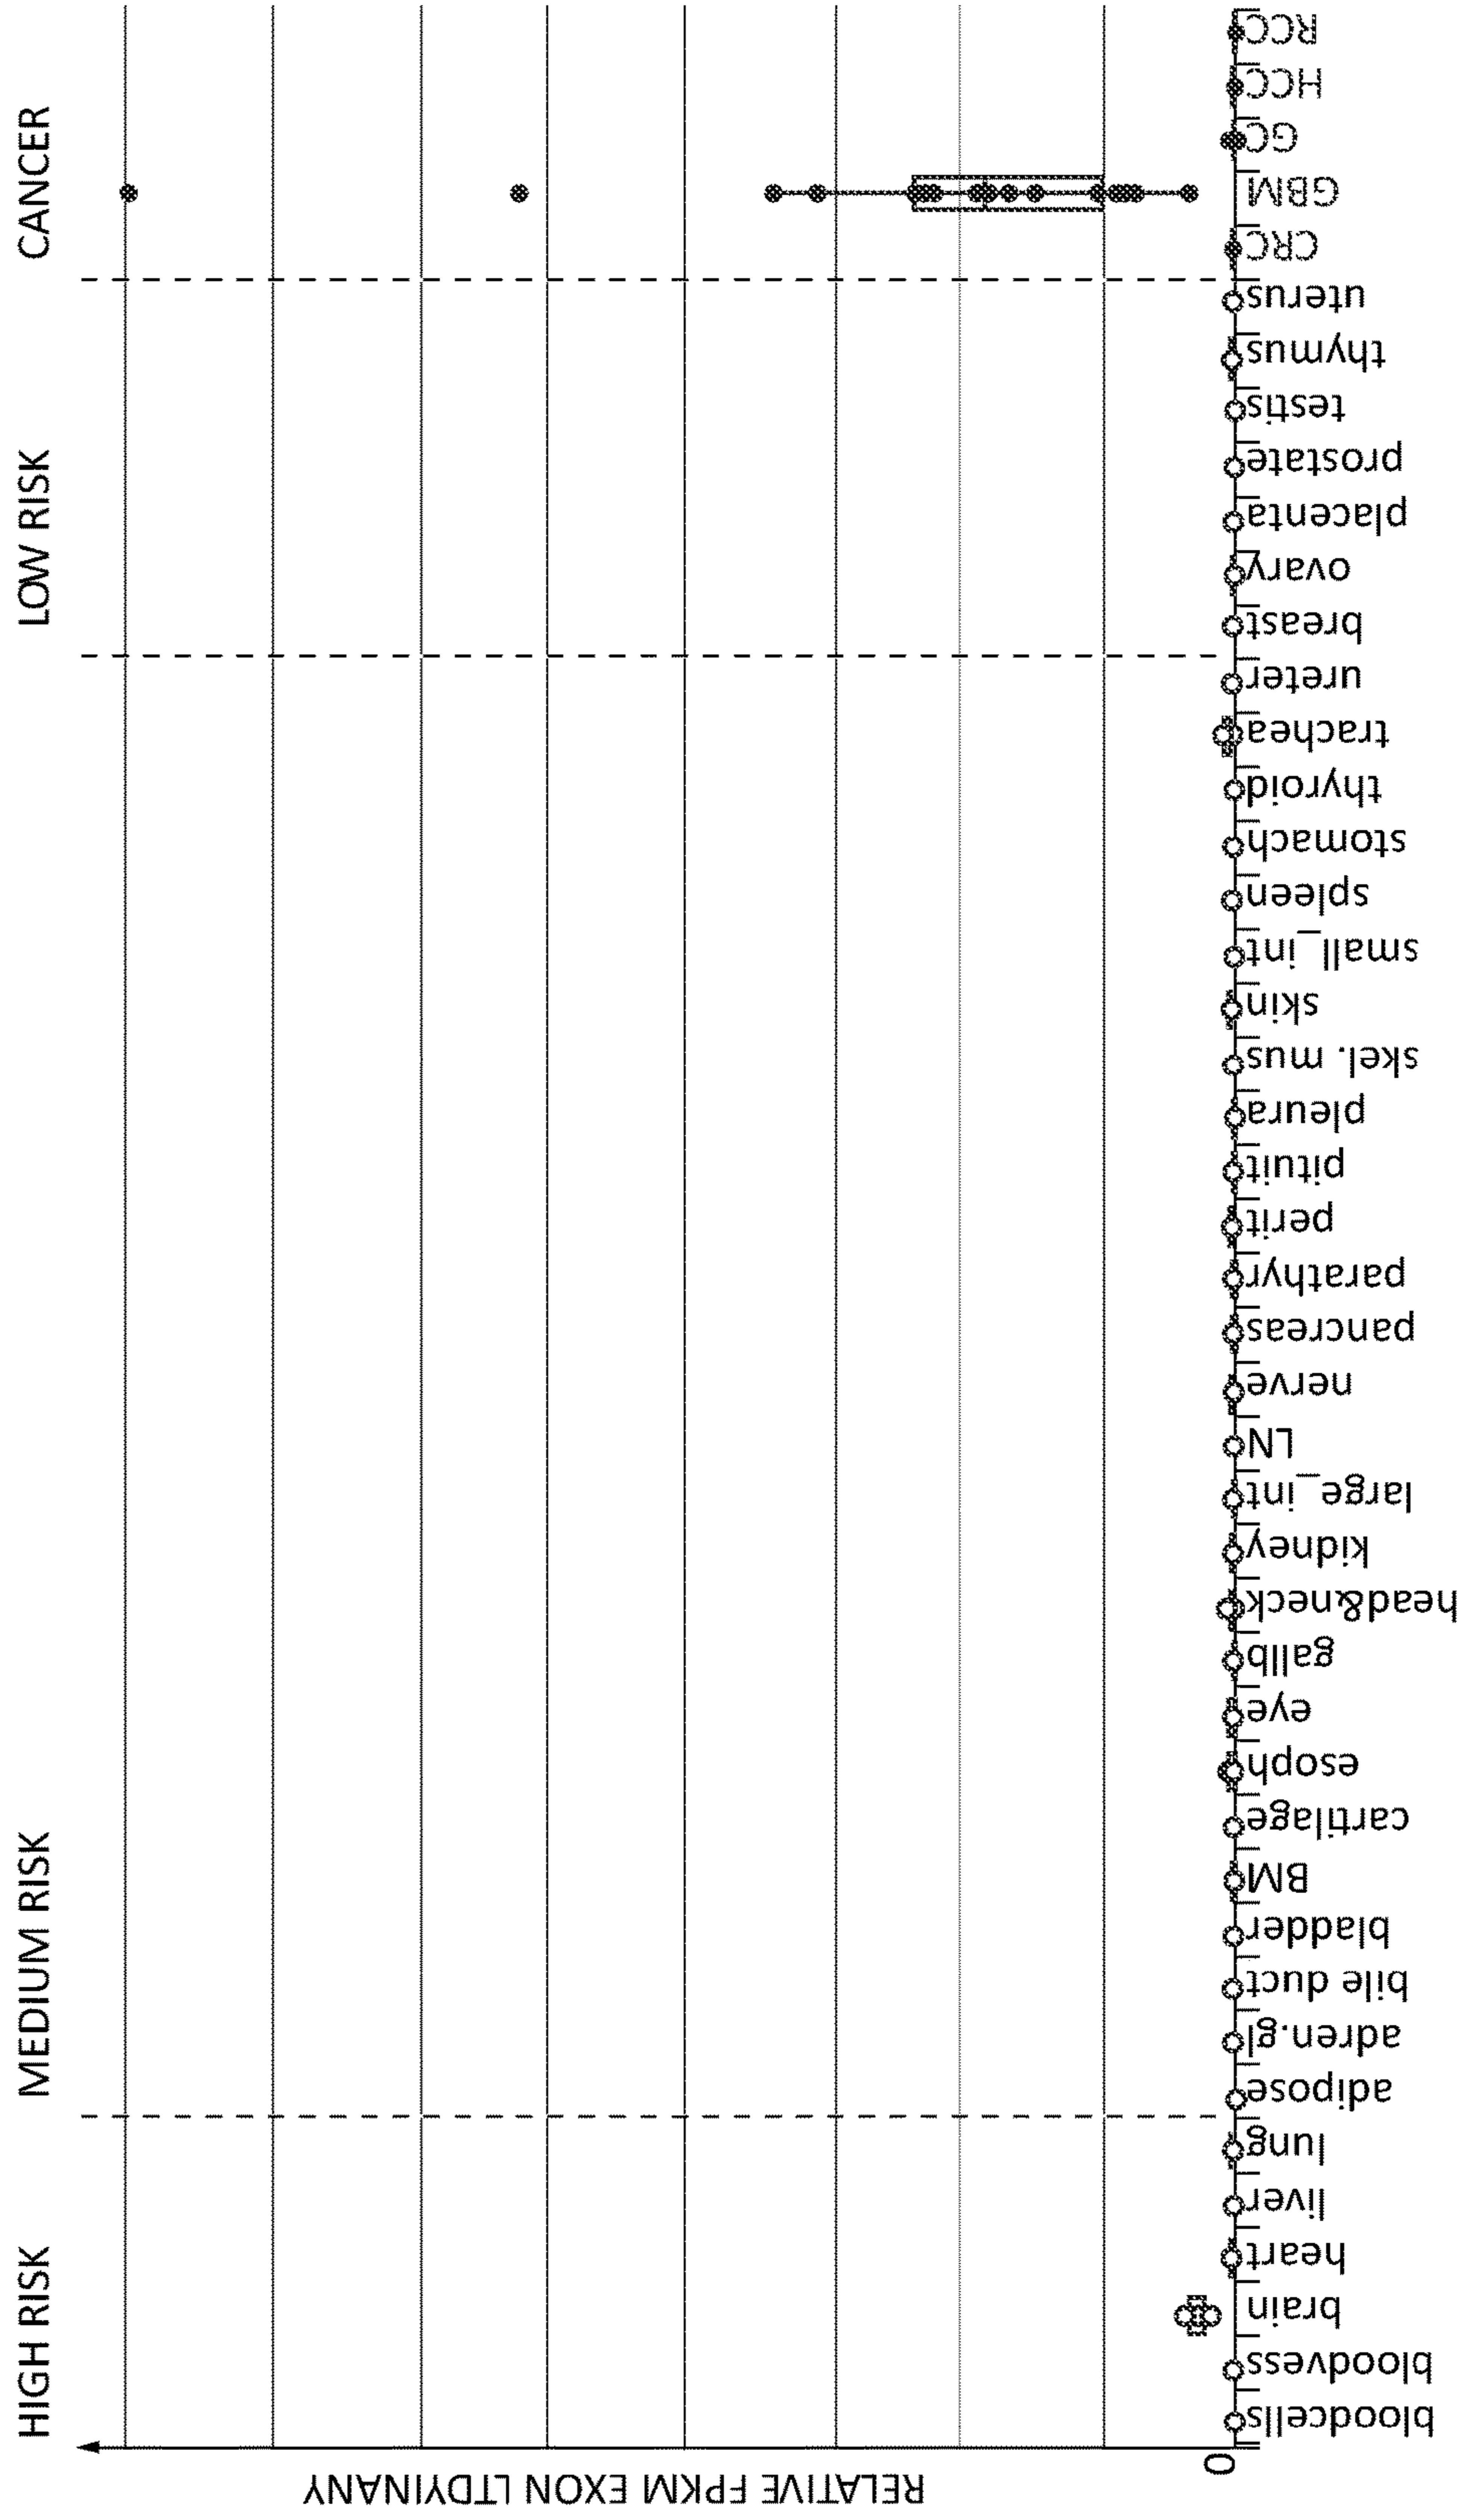 HIGH RISK
MEDIUM RISK
LOW RISK
CANCER
RELATIVE FPKM EXON LTDYINANY
0
bloodcells
bloodvess
brain
heart
liver
lung
adipose
adren.gl
bile duct
bladder
BM
cartilage
esoph
eye
gallb
head&neck
kidney
large_int
LN
nerve
pancreas
parathyr
perit
pituit
pleura
skel. mus
skin
small_int
spleen
stomach
thyroid
trachea
ureter
breast
ovary
placenta
prostate
testis
thymus
uterus
CRC
GBM
GC
HCC
RCC